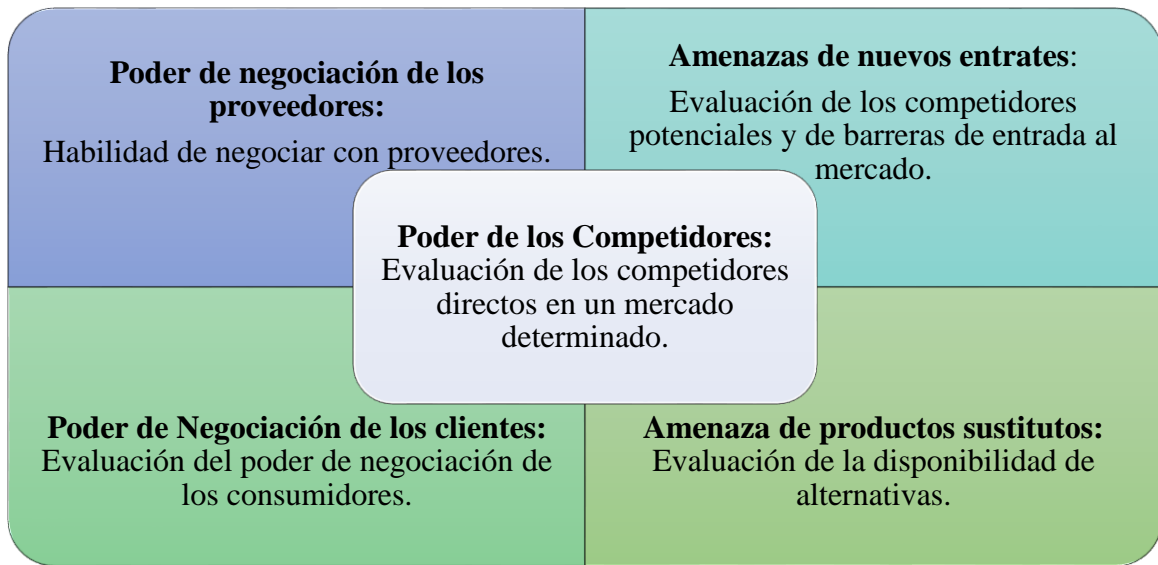 Poder de negociación de los
proveedores:
Habilidad de negociar con proveedores.
Amenazas de nuevos entrates:
Evaluación de los competidores
potenciales y de barreras de entrada al
mercado.
Poder de los Competidores:
Evaluación de los competidores
directos en un mercado
determinado.
Poder de Negociación de los clientes:
Evaluación del poder de negociación de
los consumidores.
Amenaza de productos sustitutos:
Evaluación de la disponibilidad de
alternativas.